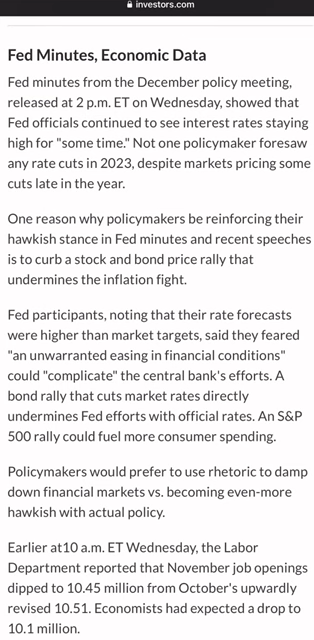 investors.com
Fed Minutes, Economic Data
Fed minutes from the December policy meeting,
released at 2 p.m. ET on Wednesday, showed that
Fed officials continued to see interest rates staying
high for "some time." Not one policymaker foresaw
any rate cuts in 2023, despite markets pricing some
cuts late in the year.
One reason why policymakers be reinforcing their
hawkish stance in Fed minutes and recent speeches
is to curb a stock and bond price rally that
undermines the inflation fight.
Fed participants, noting that their rate forecasts
were higher than market targets, said they feared
"an unwarranted easing in financial conditions"
could "complicate" the central bank's efforts. A
bond rally that cuts market rates directly
undermines Fed efforts with official rates. An S&P
500 rally could fuel more consumer spending.
Policymakers would prefer to use rhetoric to damp
down financial markets vs. becoming even-more
hawkish with actual policy.
Earlier at10 a.m. ET Wednesday, the Labor
Department reported that November job openings
dipped to 10.45 million from October's upwardly
revised 10.51. Economists had expected a drop to
10.1 million.